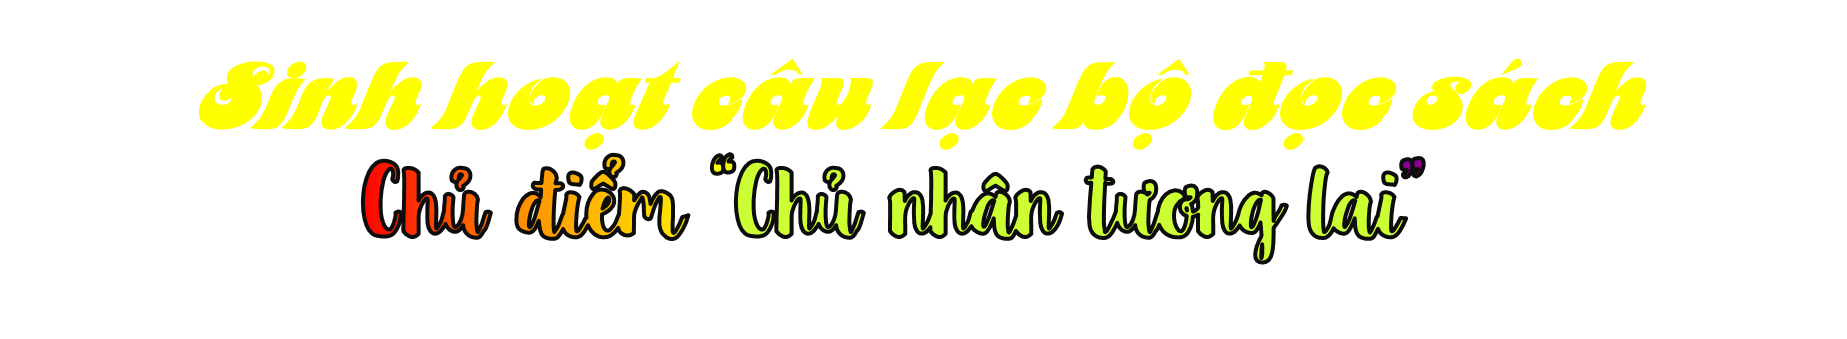 Sinh hoạt câu lạc bộ đọc sách
Chủ điểm “Chủ nhân tương lai”